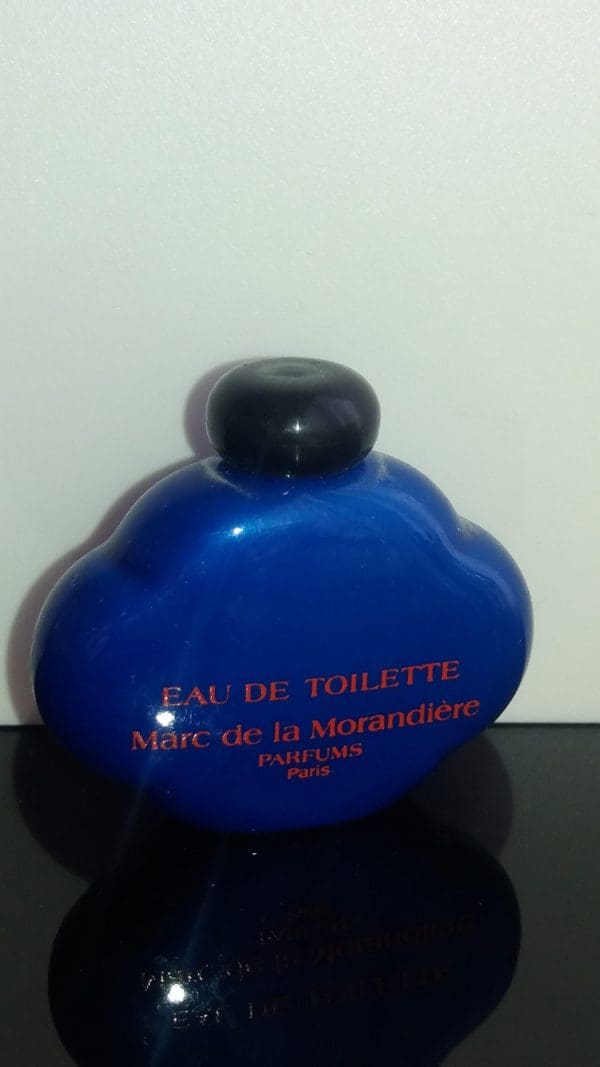 EAU DE TOILETTE
Marc de la Morandière
PARFUMS
Paris